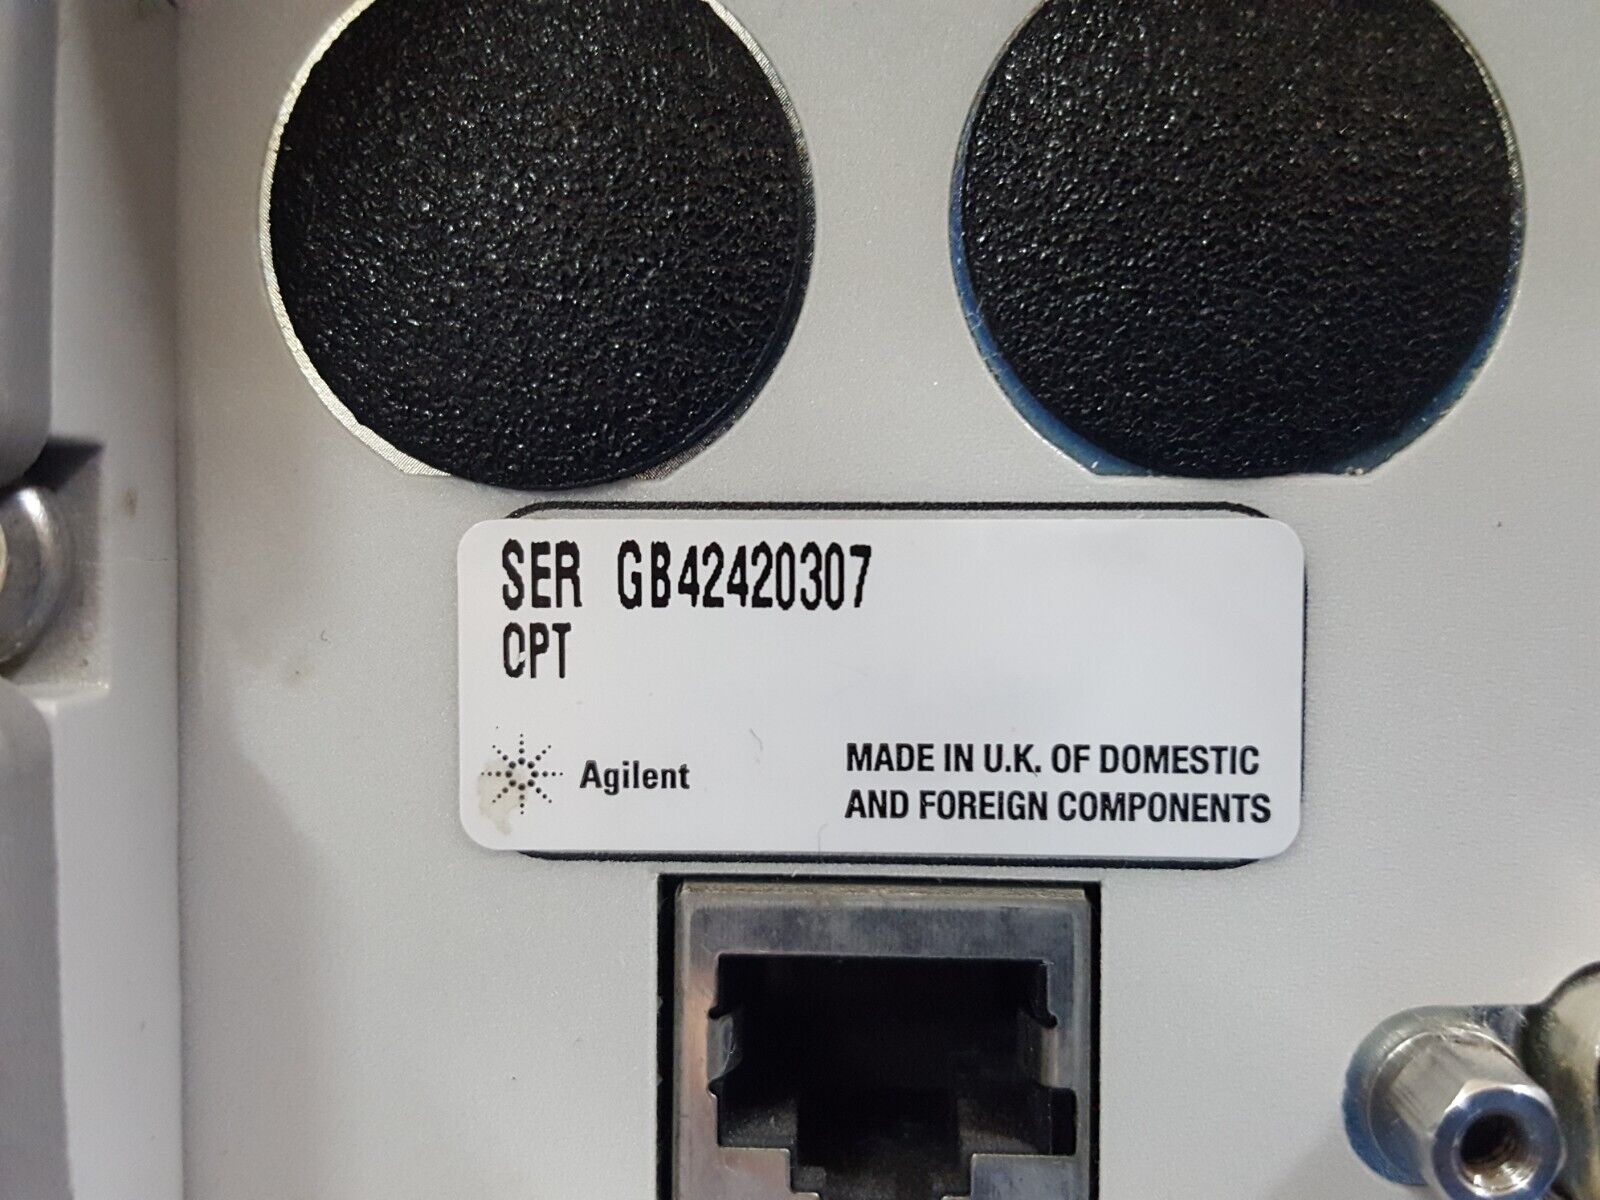 SER GB42420307
OPT
Agilent
MADE IN U.K. OF DOMESTIC
AND FOREIGN COMPONENTS